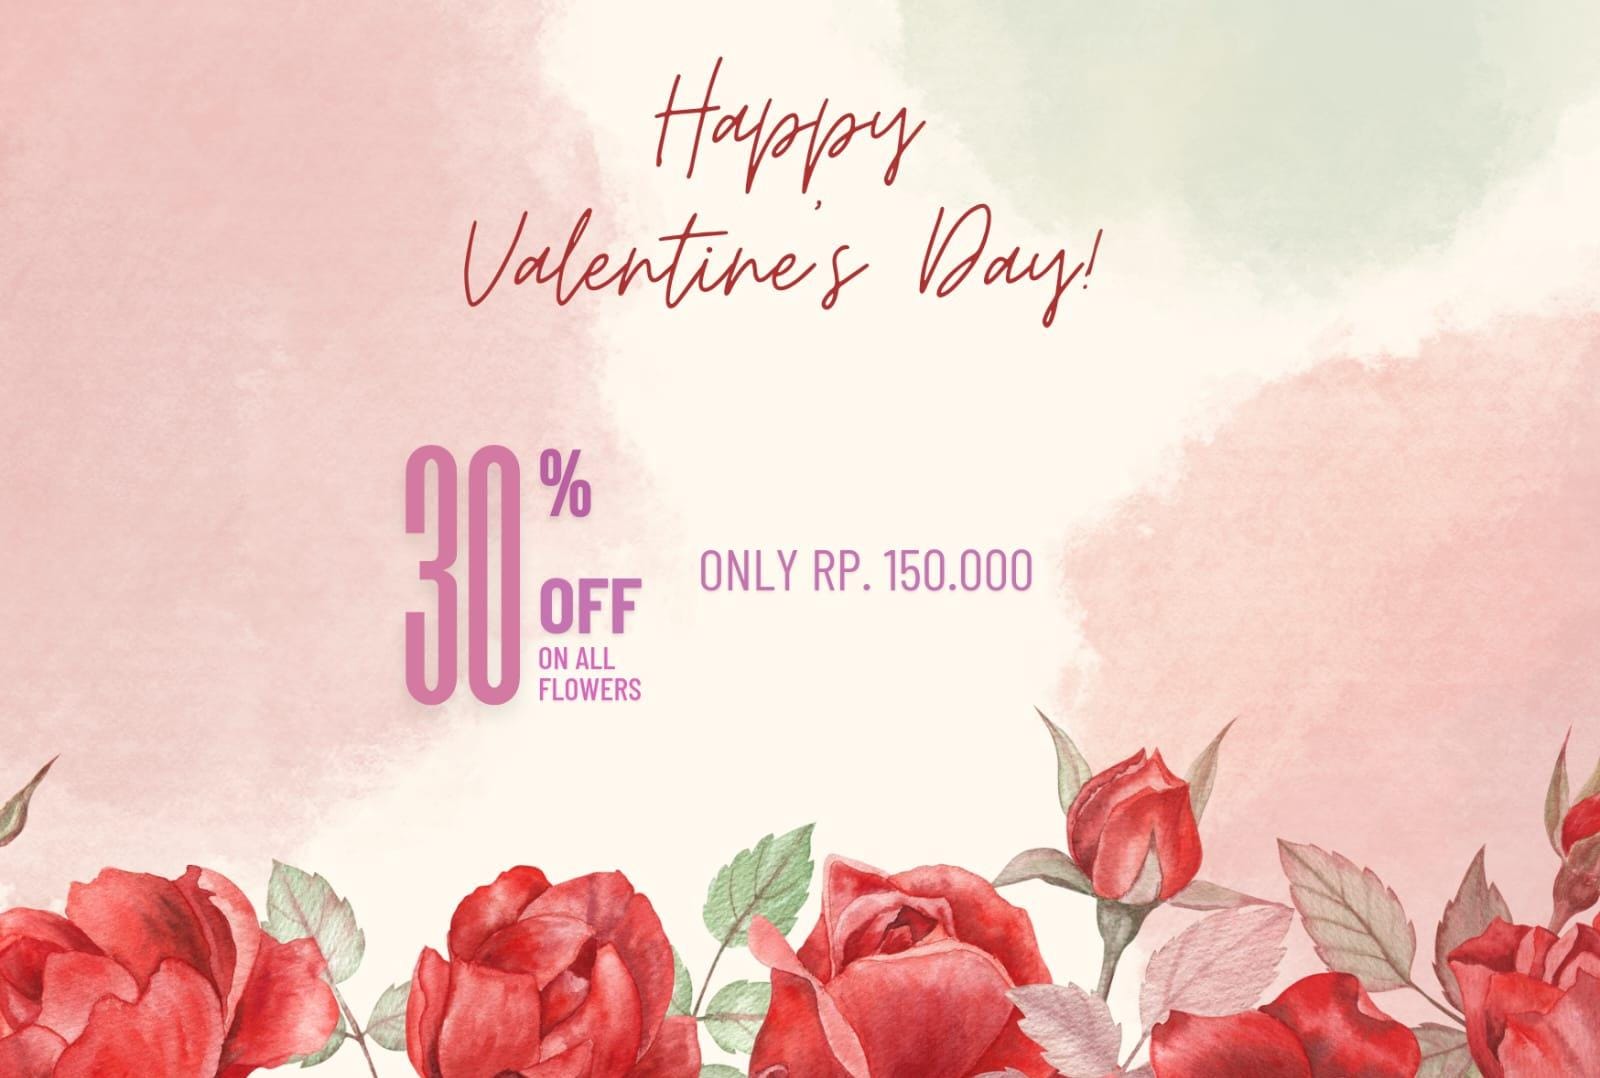 Happy
Valentine's Day!
30%
OFF
ON ALL
FLOWERS
ONLY RP. 150.000